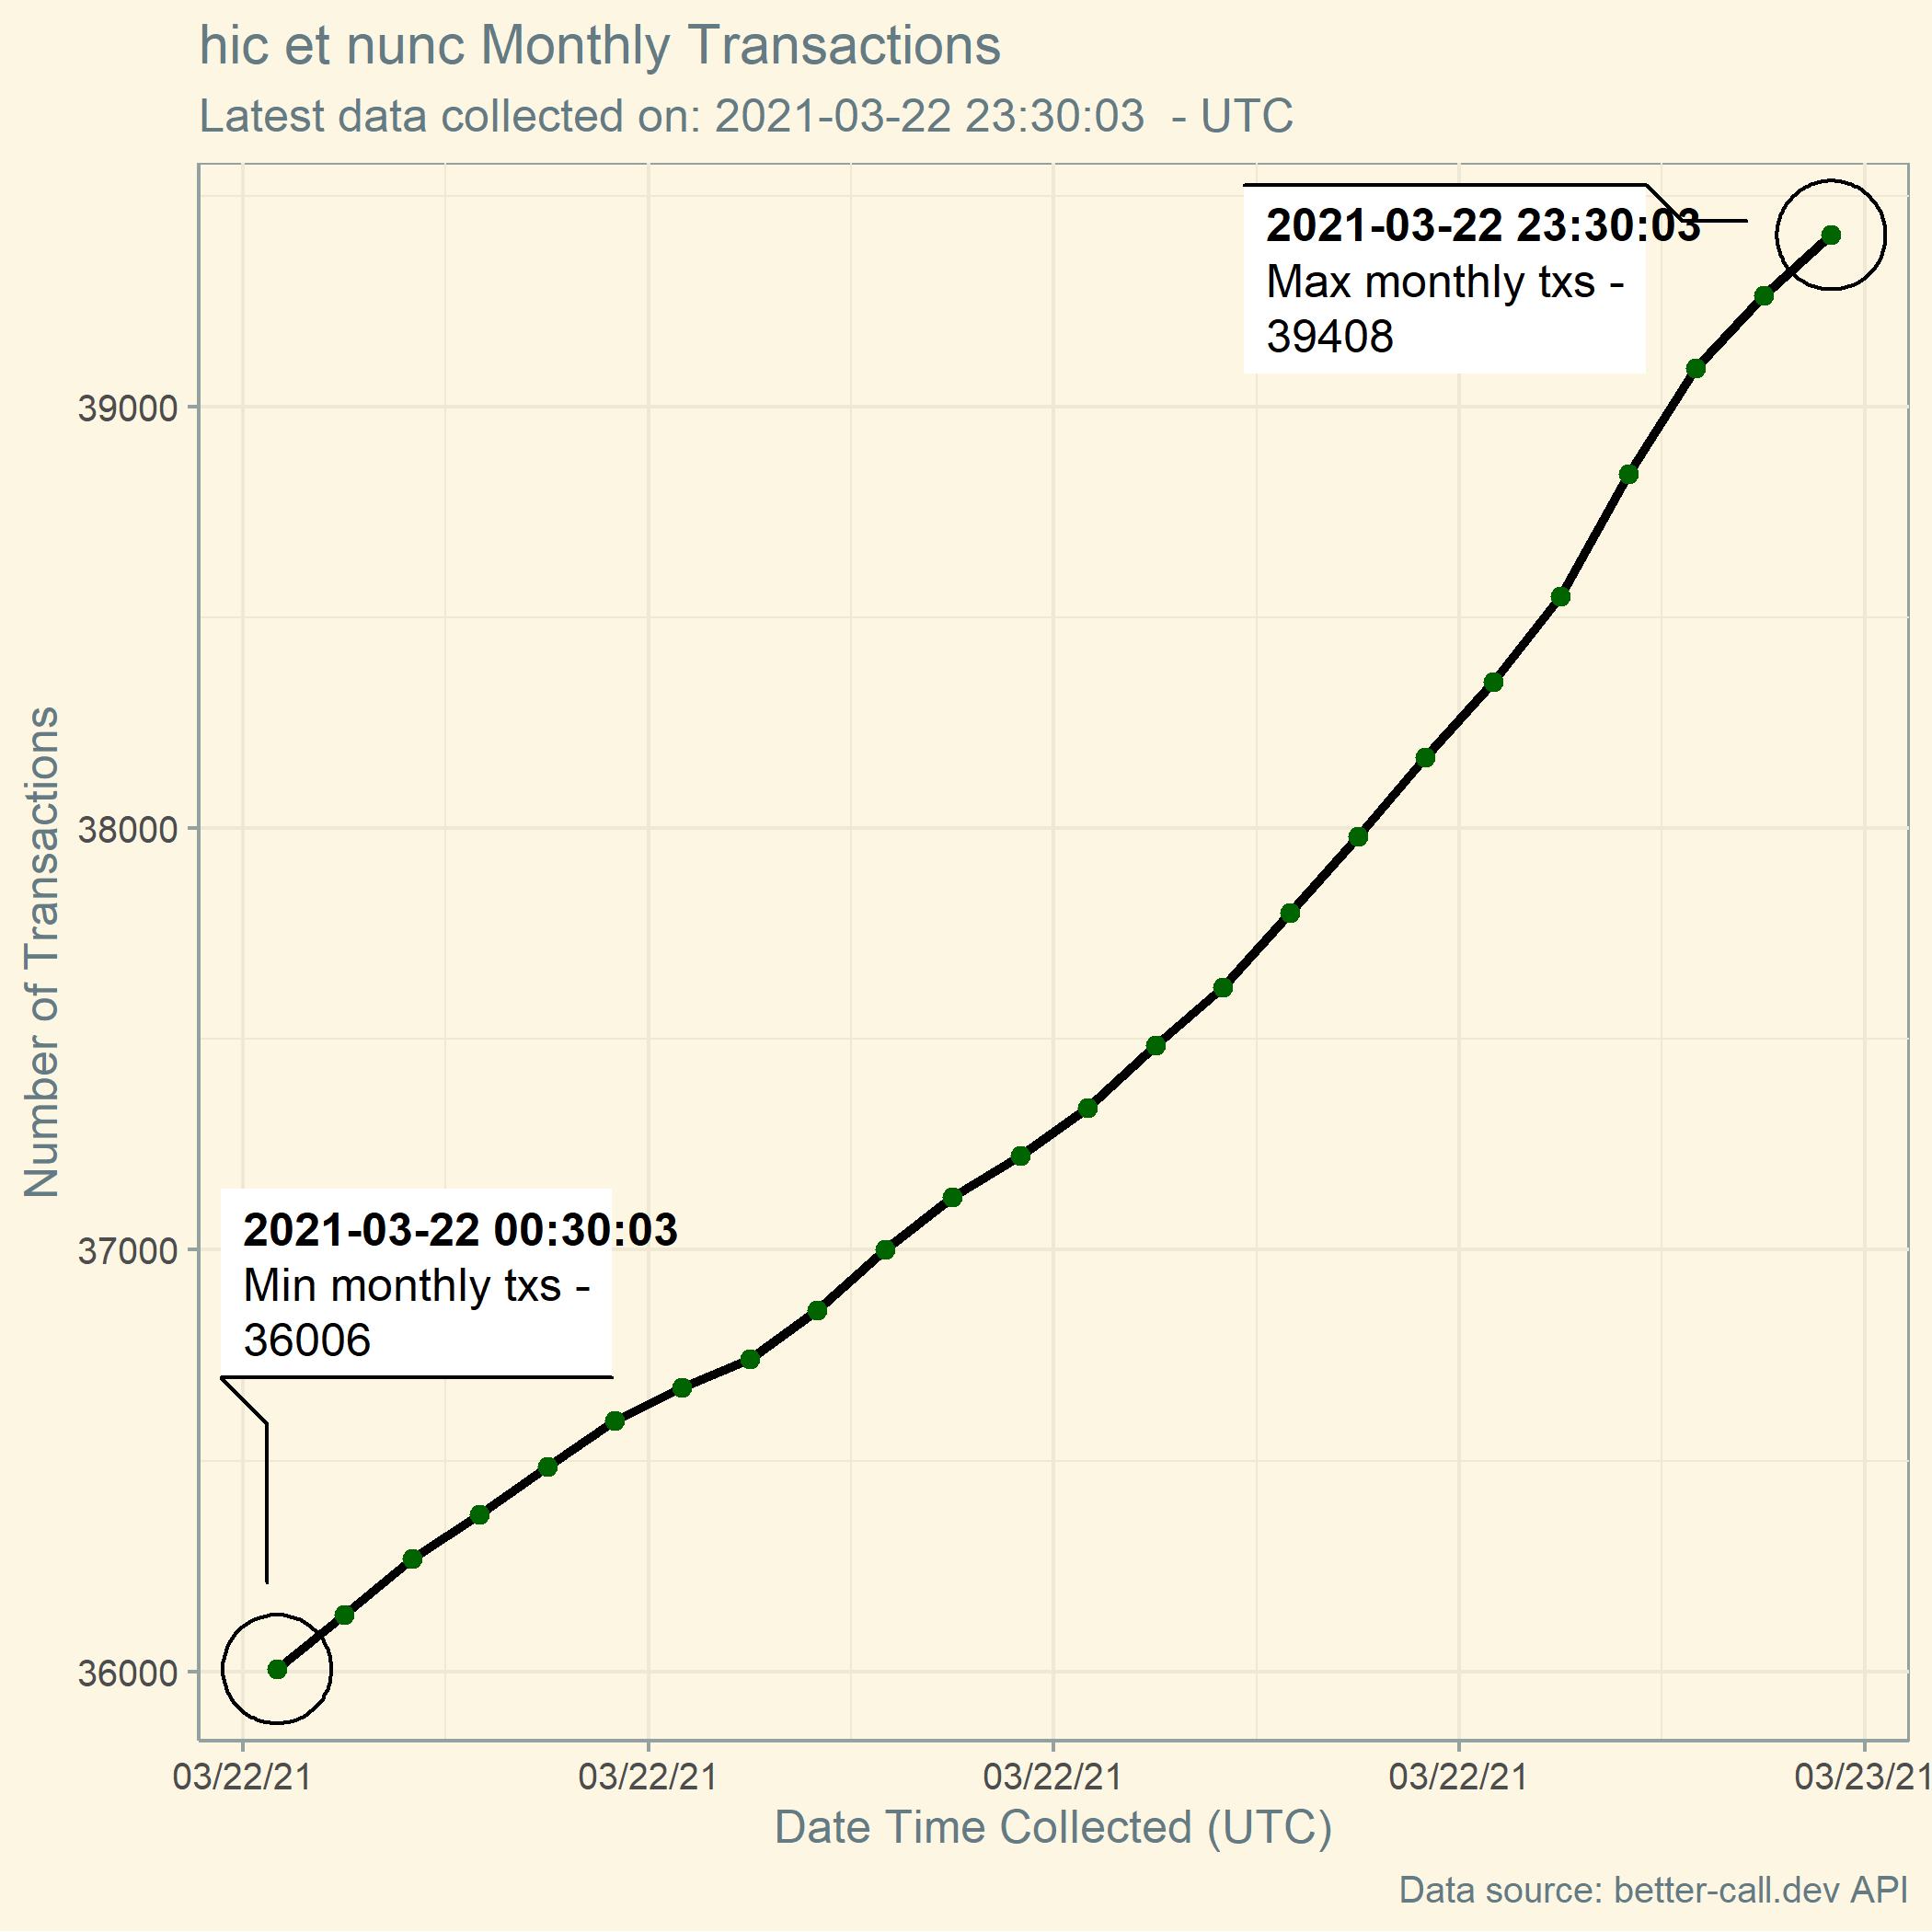 hic et nunc Monthly Transactions
Latest data collected on: 2021-03-22 23:30:03  - UTC
2021-03-22 23:30:03
Max monthly txs -
39408
39000
38000
37000
36000
Number of Transactions
2021-03-22 00:30:03
Min monthly txs -
36006
03/22/21 03/22/21 03/22/21 03/22/21 03/23/21
Date Time Collected (UTC)
Data source: better-call.dev API